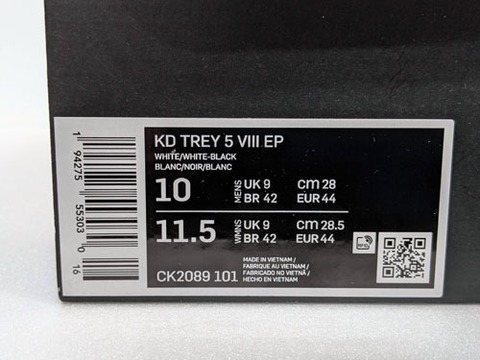 KD TREY 5 VIII EP
WHITE/WHITE-BLACK
BLANC/NOIR/BLANC
10 MENS UK 9 CM 28
BR 42 EUR 44
11.5 WMNS UK 9 CM 28.5
BR 42 EUR 44
CK2089 101
MADE IN VIETNAM /
FABRIQUÉ AU VIETNAM /
FABRICADO NO VIETNÃ /
HECHO EN VIETNAM
1 94275 55303 0 16